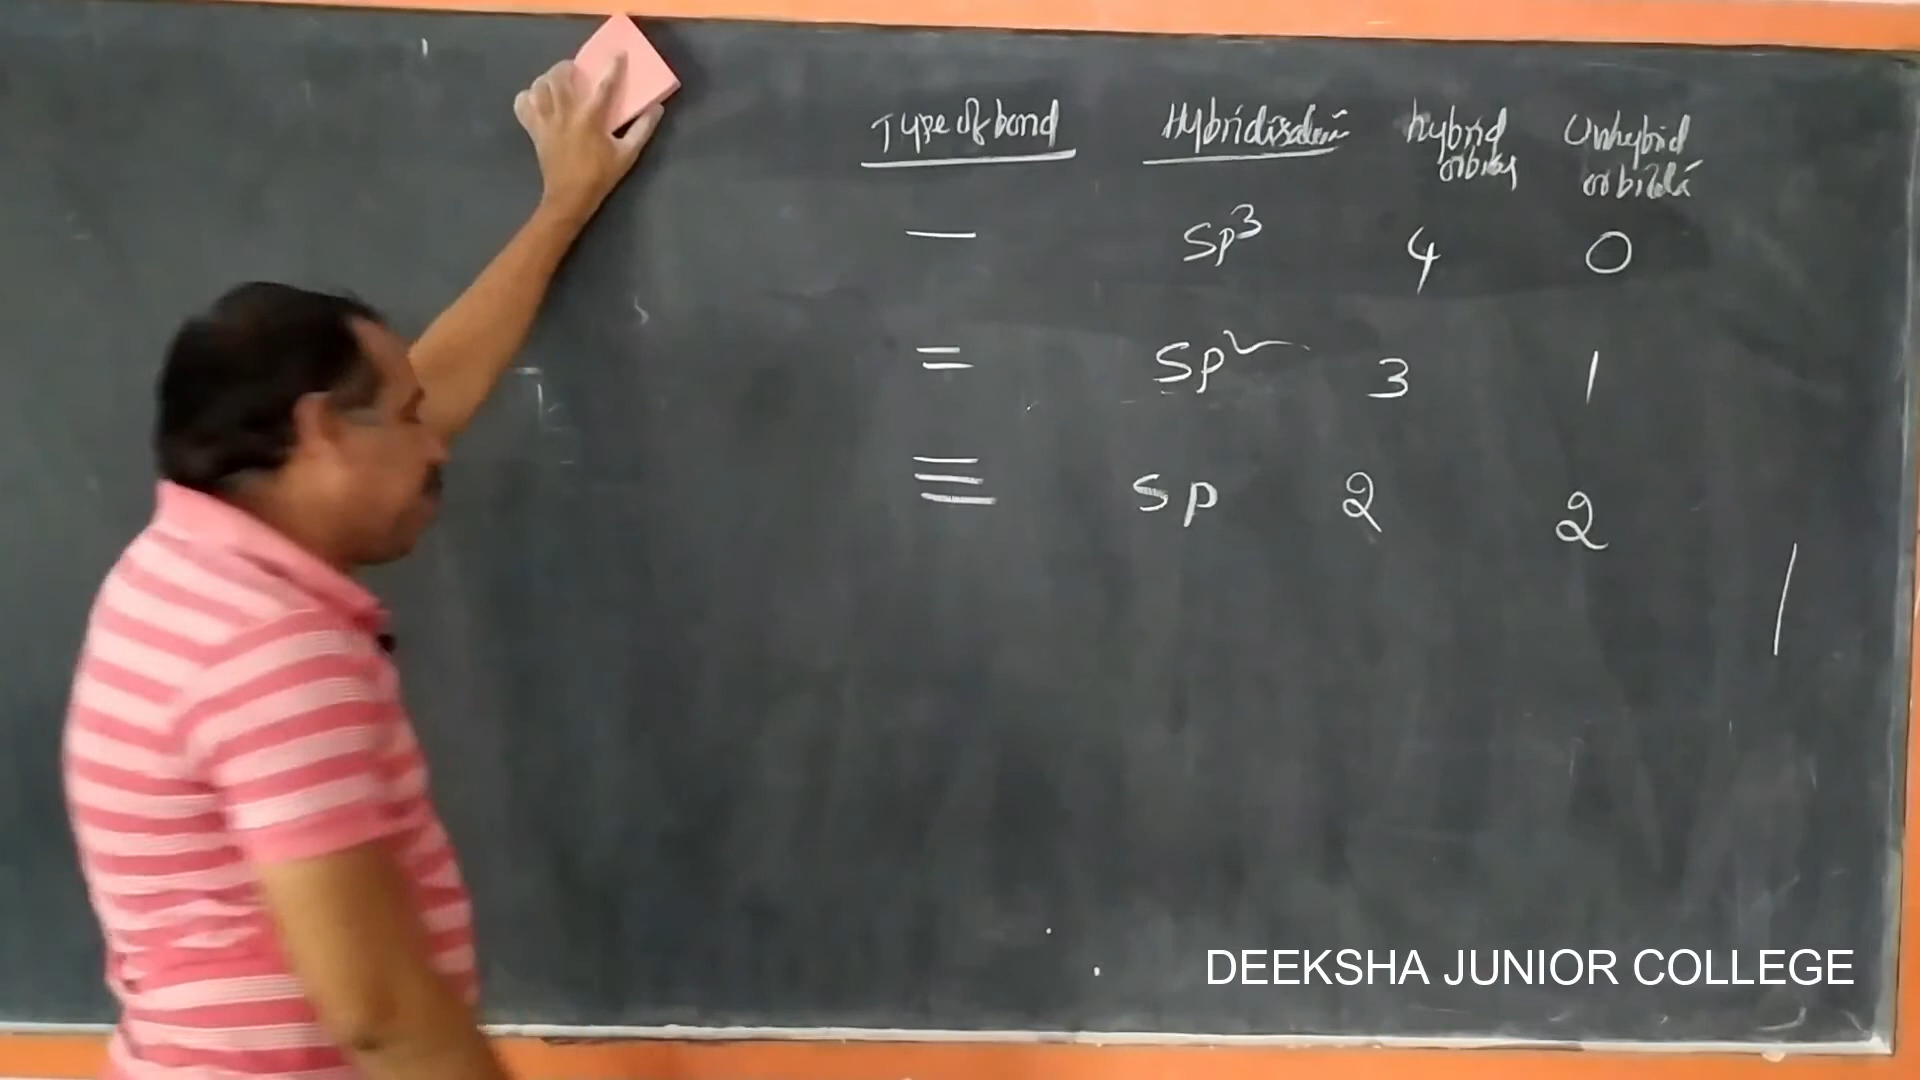 Type of bond Hybridisation hybrid Unhybrid
orbitals orbitals
— sp³ 4 0
= sp² 3 1
≡ sp 2 2
DEEKSHA JUNIOR COLLEGE